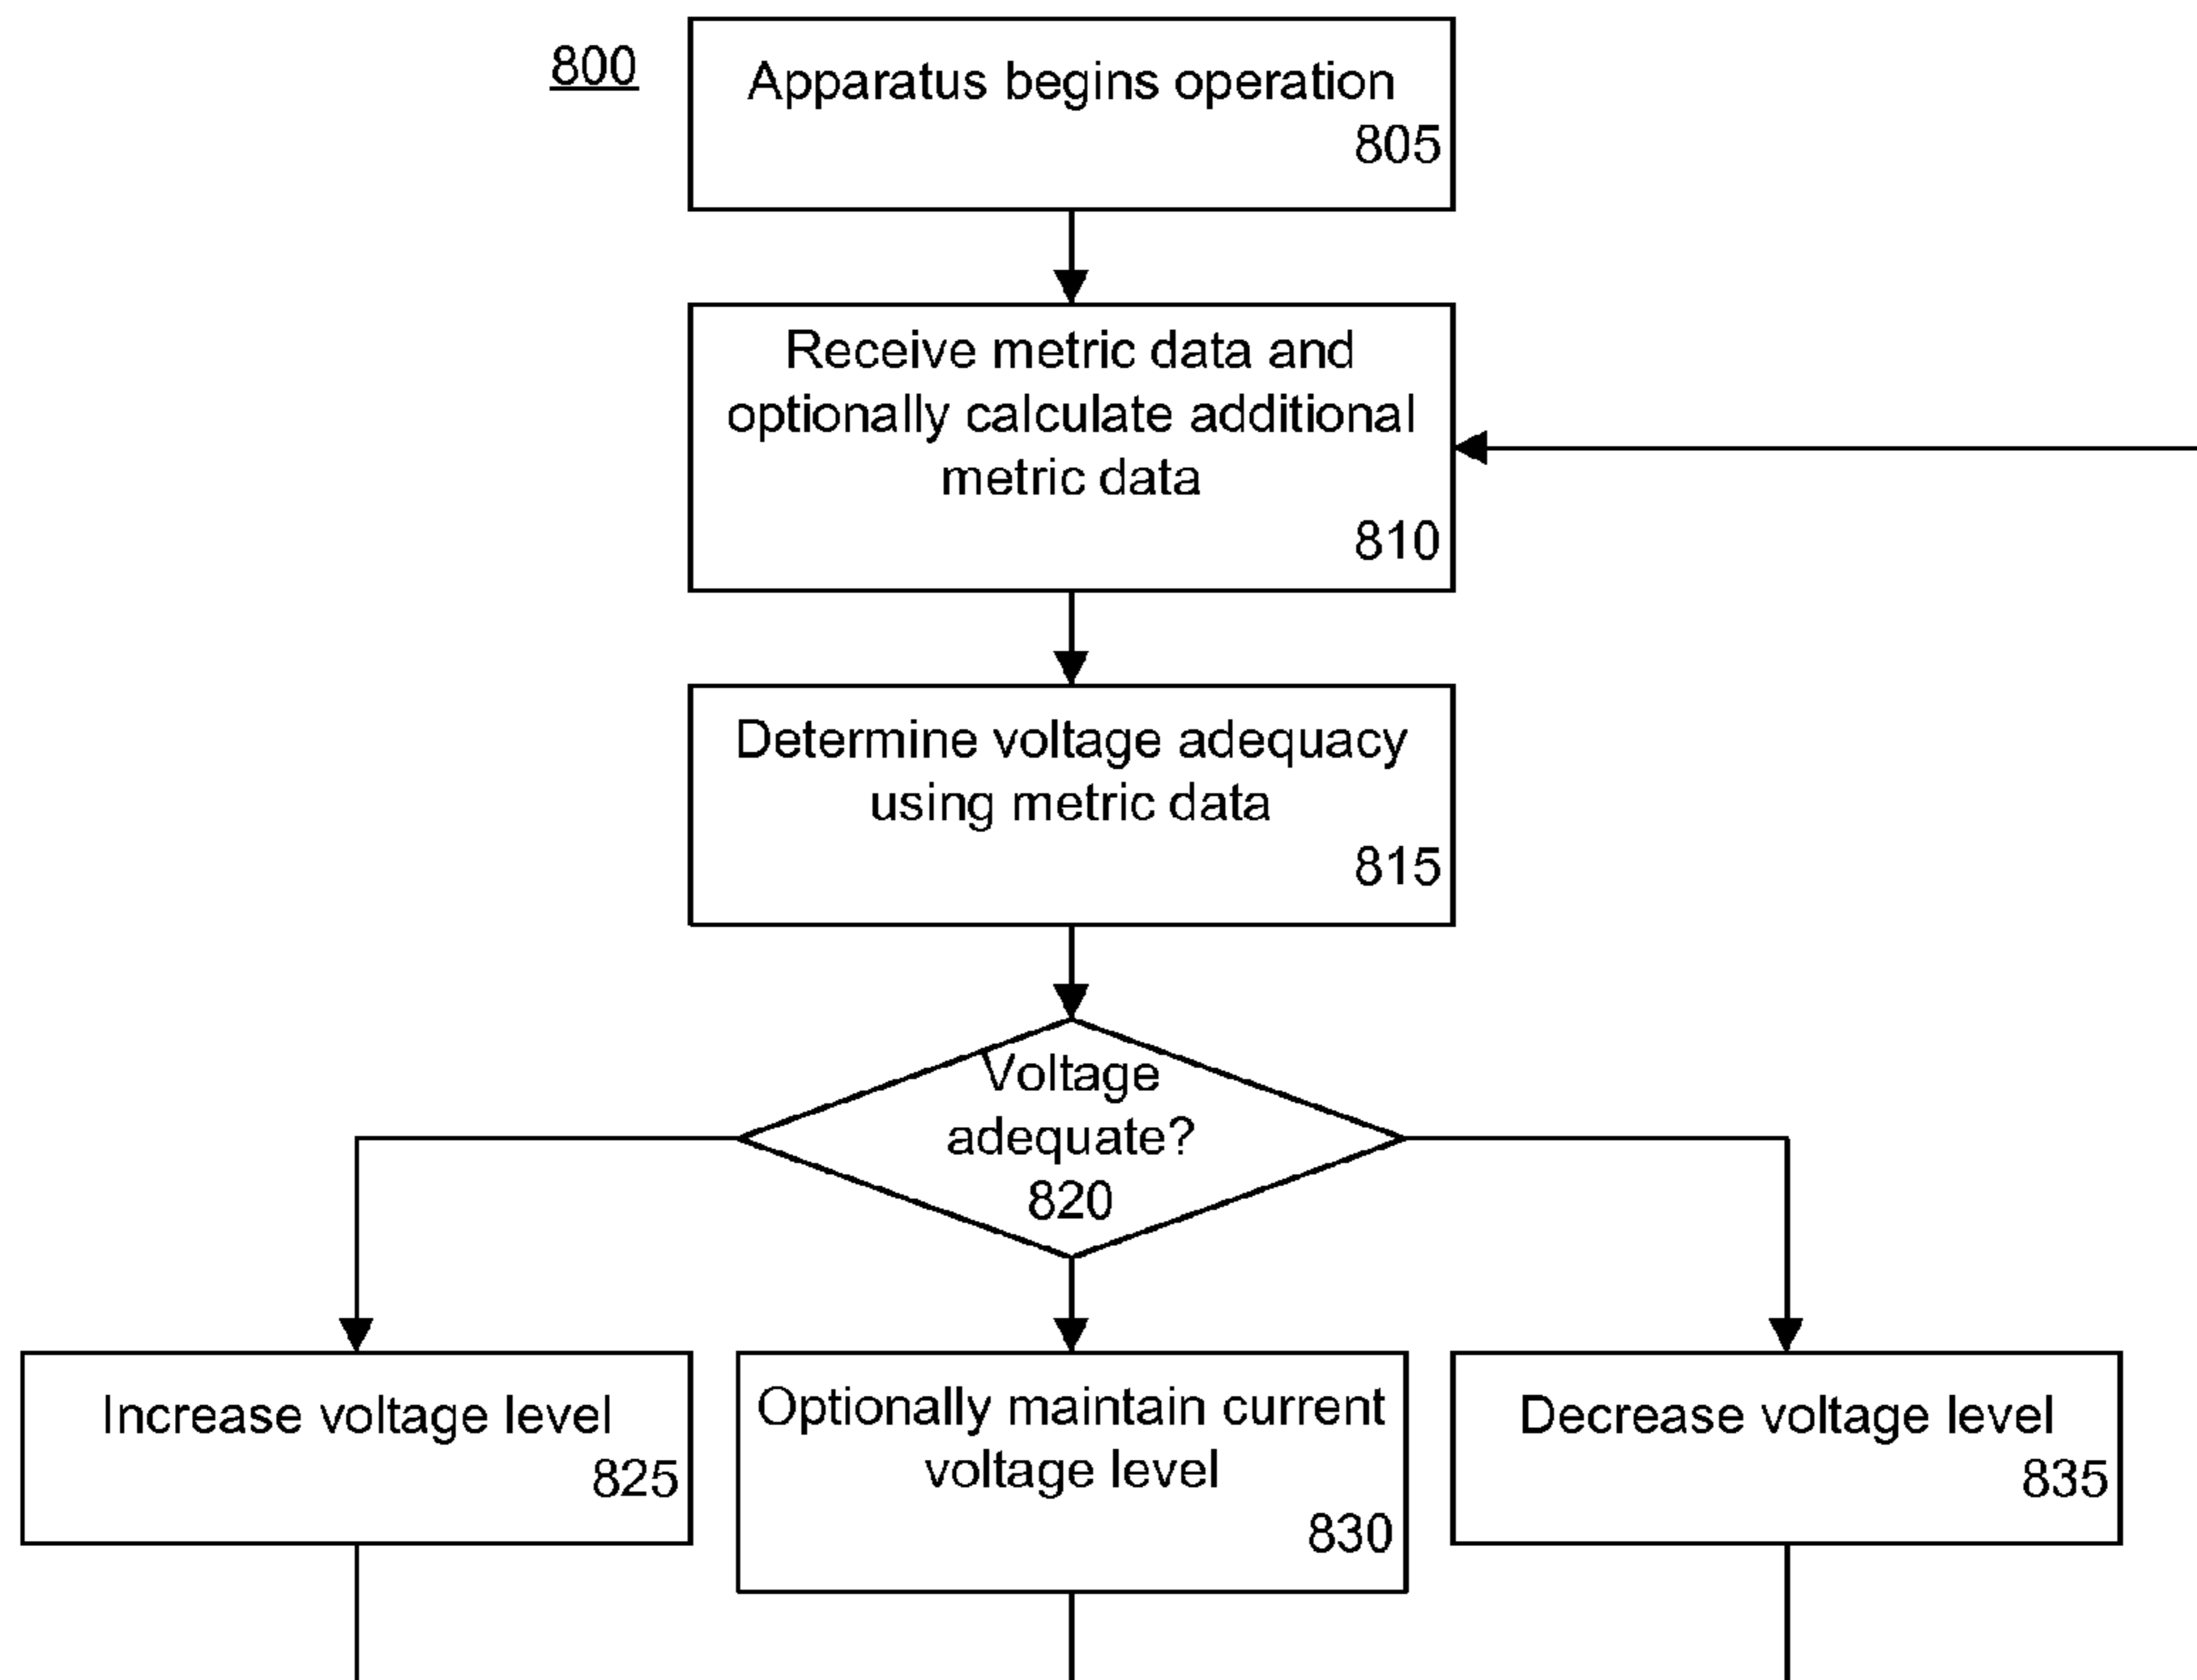 800
Apparatus begins operation
805
Receive metric data and
optionally calculate additional
metric data
810
Determine voltage adequacy
using metric data
815
Voltage
adequate?
820
Increase voltage level
825
Optionally maintain current
voltage level
830
Decrease voltage level
835